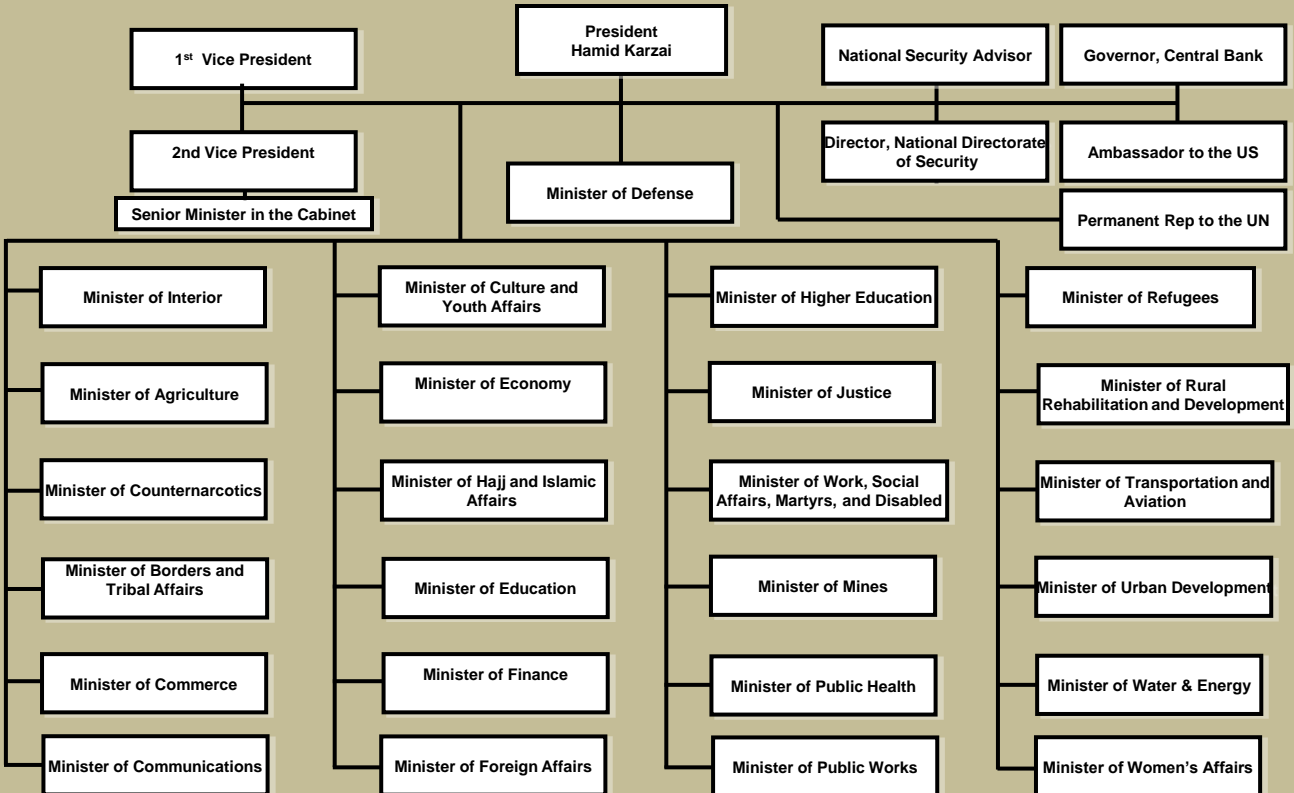 President
Hamid Karzai
1st Vice President
National Security Advisor
Governor, Central Bank
2nd Vice President
Director, National Directorate
of Security
Ambassador to the US
Minister of Defense
Senior Minister in the Cabinet
Permanent Rep to the UN
Minister of Interior
Minister of Culture and
Youth Affairs
Minister of Higher Education
Minister of Refugees
Minister of Agriculture
Minister of Economy
Minister of Justice
Minister of Rural
Rehabilitation and Development
Minister of Counternarcotics
Minister of Hajj and Islamic
Affairs
Minister of Work, Social
Affairs, Martyrs, and Disabled
Minister of Transportation and
Aviation
Minister of Borders and
Tribal Affairs
Minister of Education
Minister of Mines
Minister of Urban Development
Minister of Commerce
Minister of Finance
Minister of Public Health
Minister of Water & Energy
Minister of Communications
Minister of Foreign Affairs
Minister of Public Works
Minister of Women’s Affairs